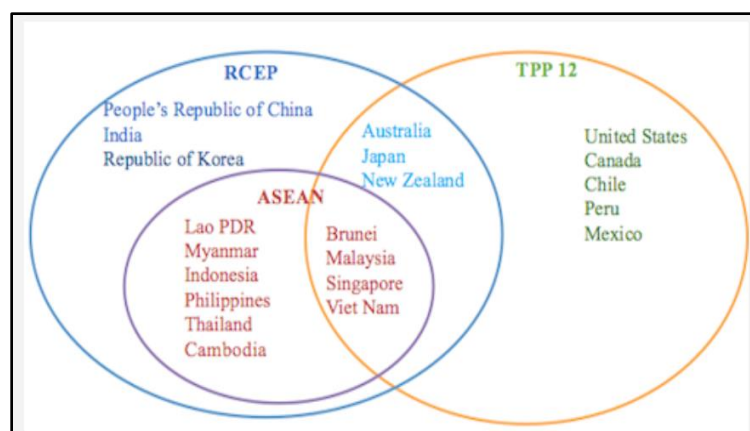 RCEP
TPP 12
People's Republic of China
India
Republic of Korea
Australia
Japan
New Zealand
United States
Canada
Chile
Peru
Mexico
ASEAN
Lao PDR
Myanmar
Indonesia
Philippines
Thailand
Cambodia
Brunei
Malaysia
Singapore
Viet Nam